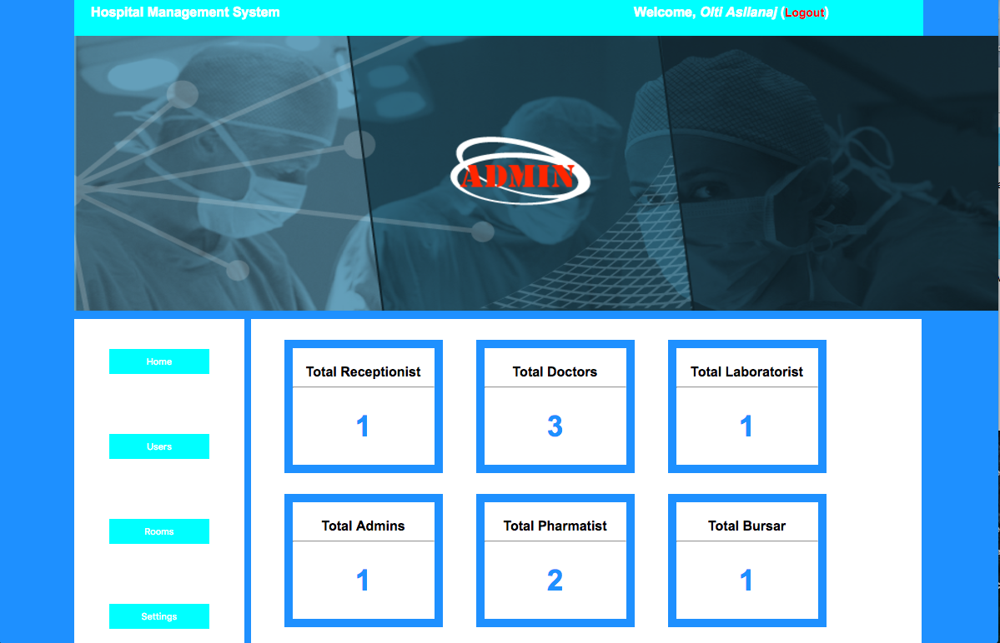 Hospital Management System
Welcome, Olti Asllanaj (Logout)
ADMIN
Home
Users
Rooms
Settings
Total Receptionist
1
Total Doctors
3
Total Laboratorist
1
Total Admins
1
Total Pharmatist
2
Total Bursar
1